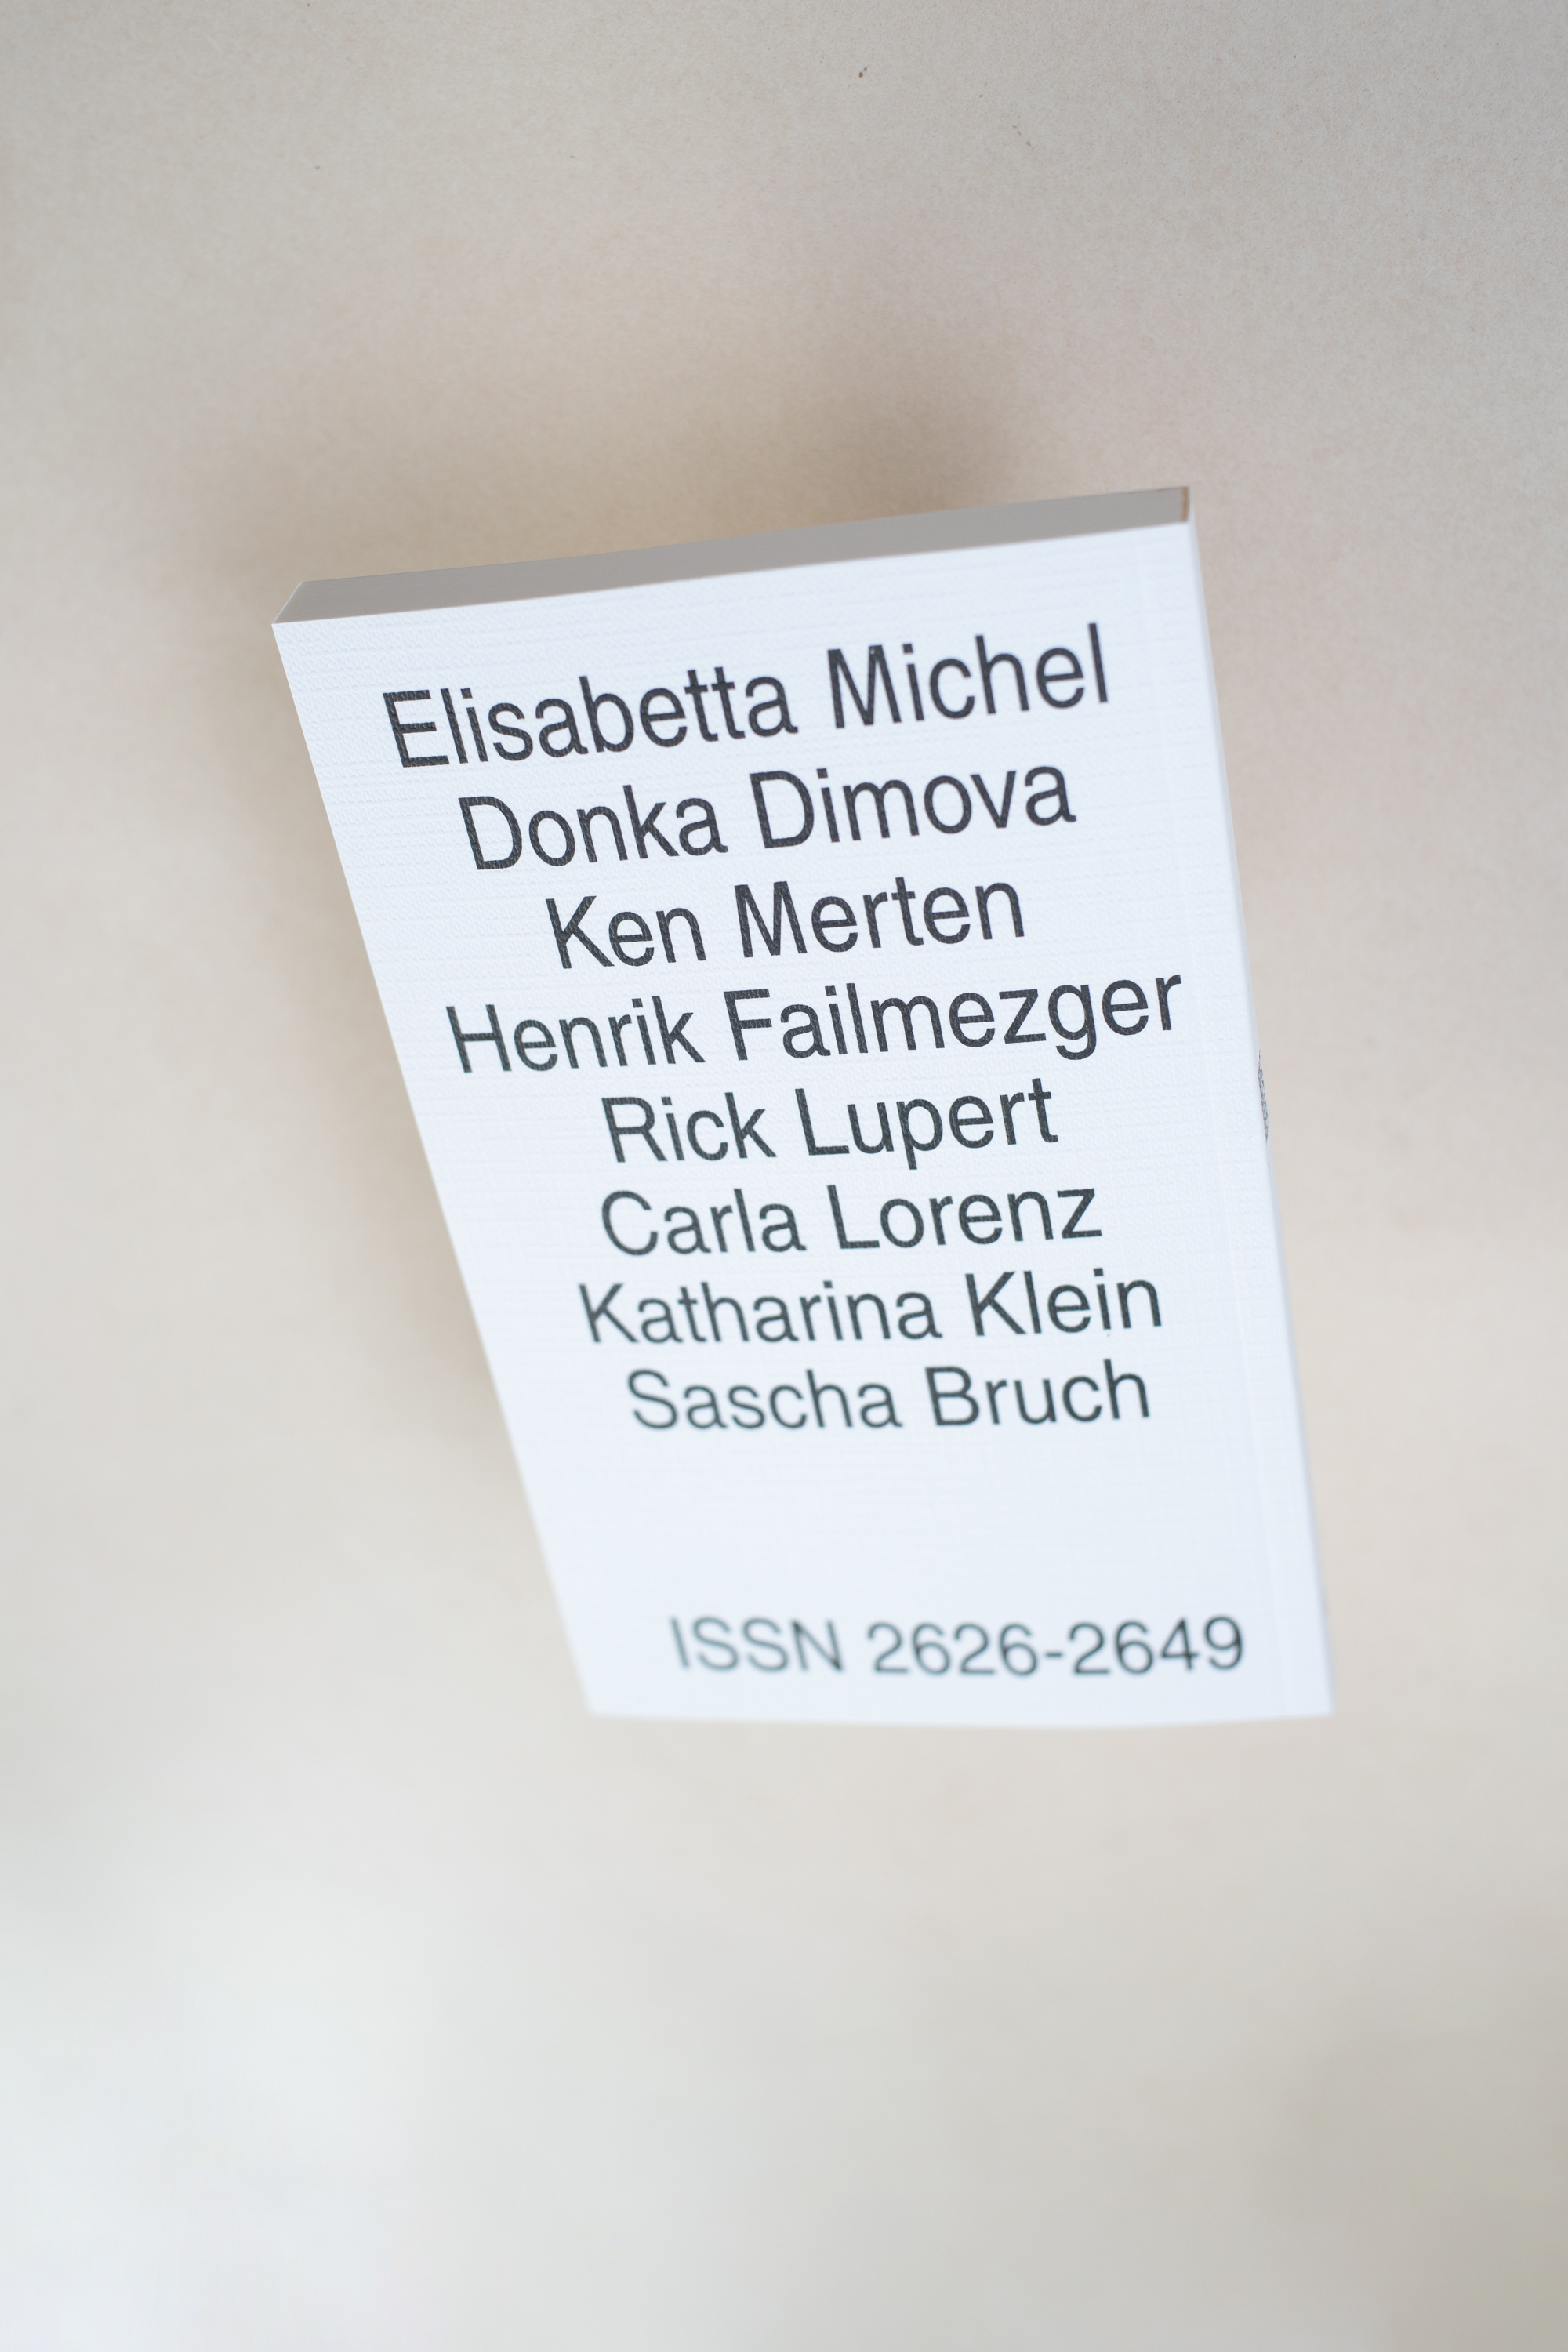 Elisabetta Michel
Donka Dimova
Ken Merten
Henrik Failmezger
Rick Lupert
Carla Lorenz
Katharina Klein
Sascha Bruch
ISSN 2626-2649